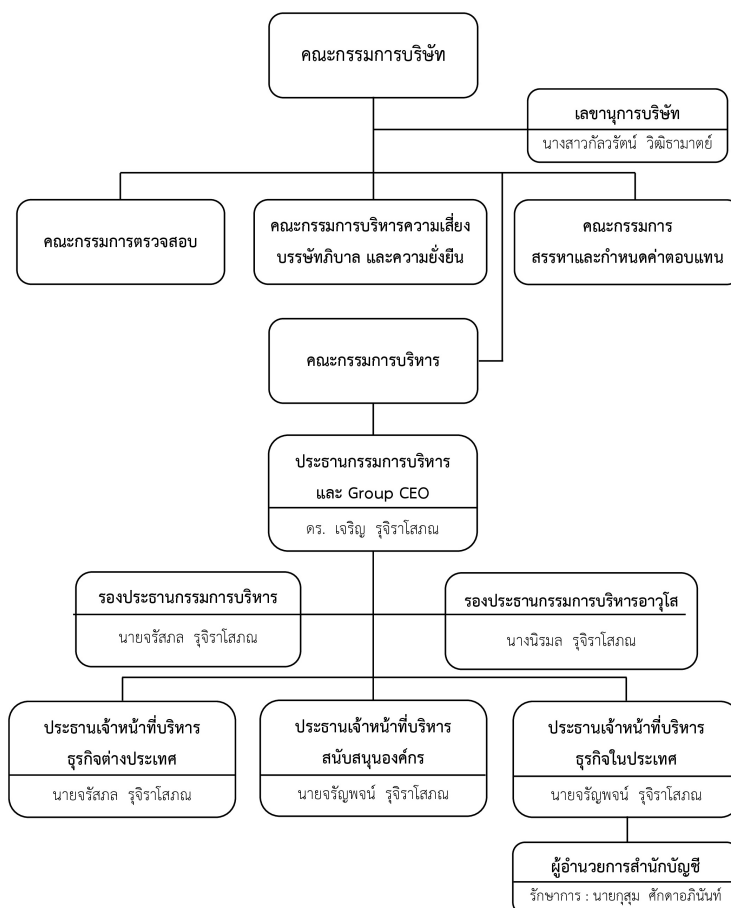 คณะกรรมการบริษัท
เลขานุการบริษัท
นางสาวกัลวรัตน์ วิฒิธามาตย์
คณะกรรมการตรวจสอบ
คณะกรรมการบริหารความเสี่ยง
บรรษัทภิบาล และความยั่งยืน
คณะกรรมการ
สรรหาและกำหนดค่าตอบแทน
คณะกรรมการบริหาร
ประธานกรรมการบริหาร
และ Group CEO
ดร. เจริญ รุจิราโสภณ
รองประธานกรรมการบริหาร
นายจรัสภล รุจิราโสภณ
รองประธานกรรมการบริหารอาวุโส
นางนิรมล รุจิราโสภณ
ประธานเจ้าหน้าที่บริหาร
ธุรกิจต่างประเทศ
นายจรัสภล รุจิราโสภณ
ประธานเจ้าหน้าที่บริหาร
สนับสนุนองค์กร
นายจรัญพจน์ รุจิราโสภณ
ประธานเจ้าหน้าที่บริหาร
ธุรกิจในประเทศ
นายจรัญพจน์ รุจิราโสภณ
ผู้อำนวยการสำนักบัญชี
รักษาการ : นายกุสุม ศักดาอภินันท์